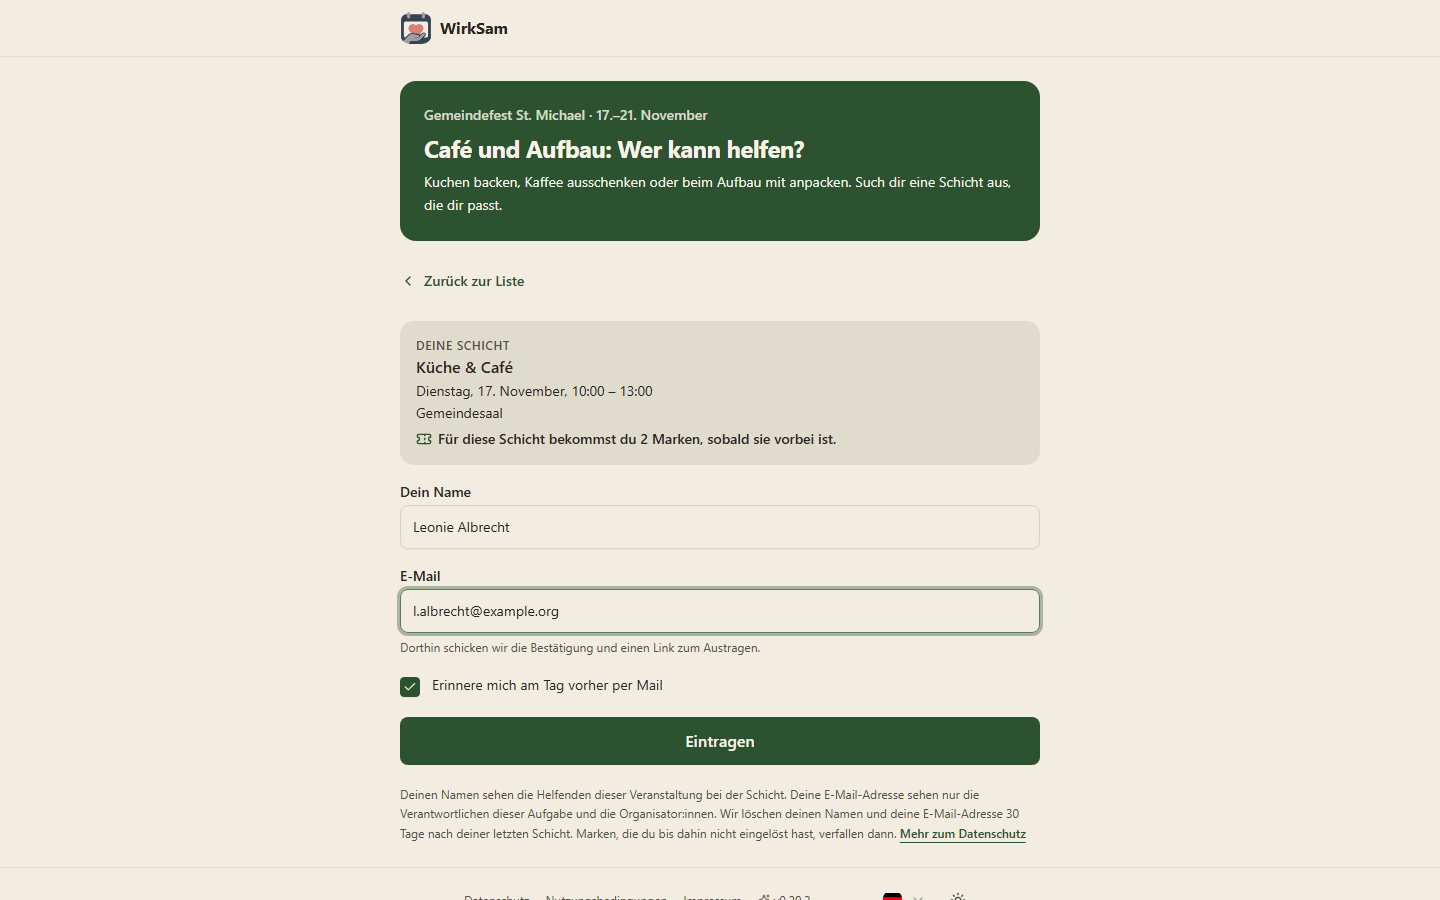 WirkSam
Gemeindefest St. Michael · 17.–21. November
Café und Aufbau: Wer kann helfen?
Kuchen backen, Kaffee ausschenken oder beim Aufbau mit anpacken. Such dir eine Schicht aus,
die dir passt.
Zurück zur Liste
DEINE SCHICHT
Küche & Café
Dienstag, 17. November, 10:00 – 13:00
Gemeindesaal
Für diese Schicht bekommst du 2 Marken, sobald sie vorbei ist.
Dein Name
Leonie Albrecht
E-Mail
l.albrecht@example.org
Dorthin schicken wir die Bestätigung und einen Link zum Austragen.
Erinnere mich am Tag vorher per Mail
Eintragen
Deinen Namen sehen die Helfenden dieser Veranstaltung bei der Schicht. Deine E-Mail-Adresse sehen nur die
Verantwortlichen dieser Aufgabe und die Organisator:innen. Wir löschen deinen Namen und deine E-Mail-Adresse 30
Tage nach deiner letzten Schicht. Marken, die du bis dahin nicht eingelöst hast, verfallen dann. Mehr zum Datenschutz
Datenschutz Nutzungsbedingungen Impressum